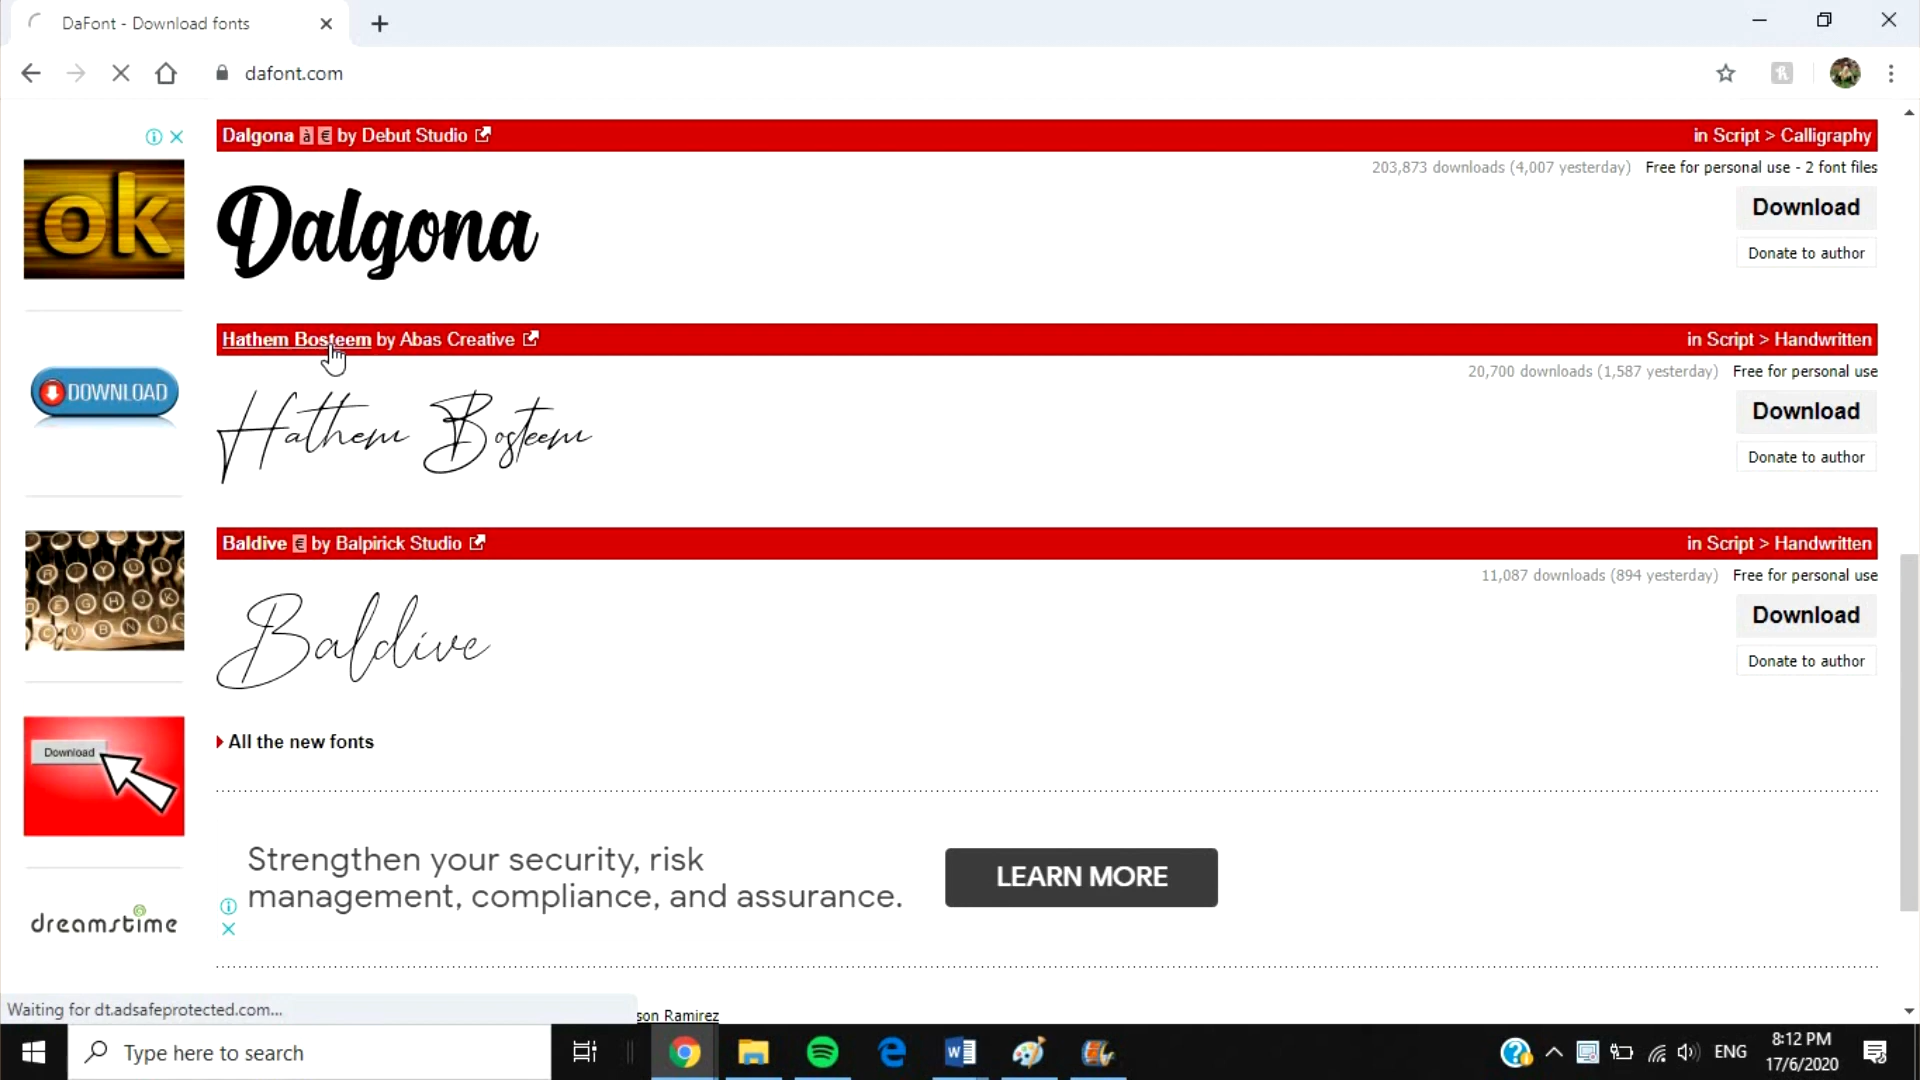 DaFont - Download fonts
dafont.com
Dalgona à € by Debut Studio
in Script > Calligraphy
203,873 downloads (4,007 yesterday) Free for personal use - 2 font files
ok
Dalgona
Download
Donate to author
Hathem Bosteem by Abas Creative
in Script > Handwritten
20,700 downloads (1,587 yesterday) Free for personal use
DOWNLOAD
Hathem Bosteem
Download
Donate to author
Baldive € by Balpirick Studio
in Script > Handwritten
11,087 downloads (894 yesterday) Free for personal use
Baldive
Download
Donate to author
All the new fonts
Download
Strengthen your security, risk
management, compliance, and assurance.
LEARN MORE
dreamstime
Waiting for dt.adsafeprotected.com...
son Ramirez
Type here to search
ENG
8:12 PM
17/6/2020